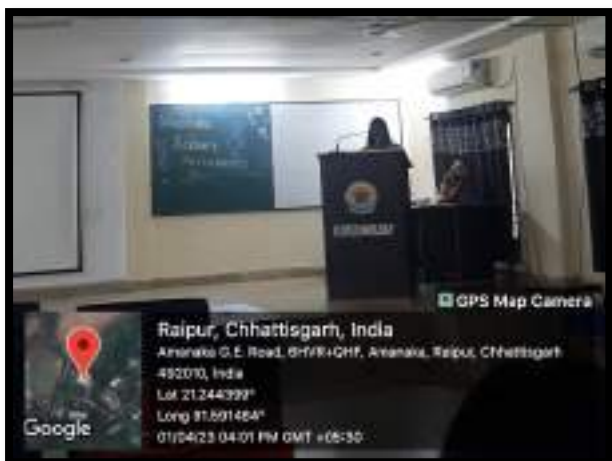 GPS Map Camera
Raipur, Chhattisgarh, India
Amanaka G.E. Road, 6HVR+QHF, Amanaka, Raipur, Chhattisgarh
492010, India
Lat 21.244399°
Long 81.591484°
01/04/23 04:01 PM GMT +05:30
Google